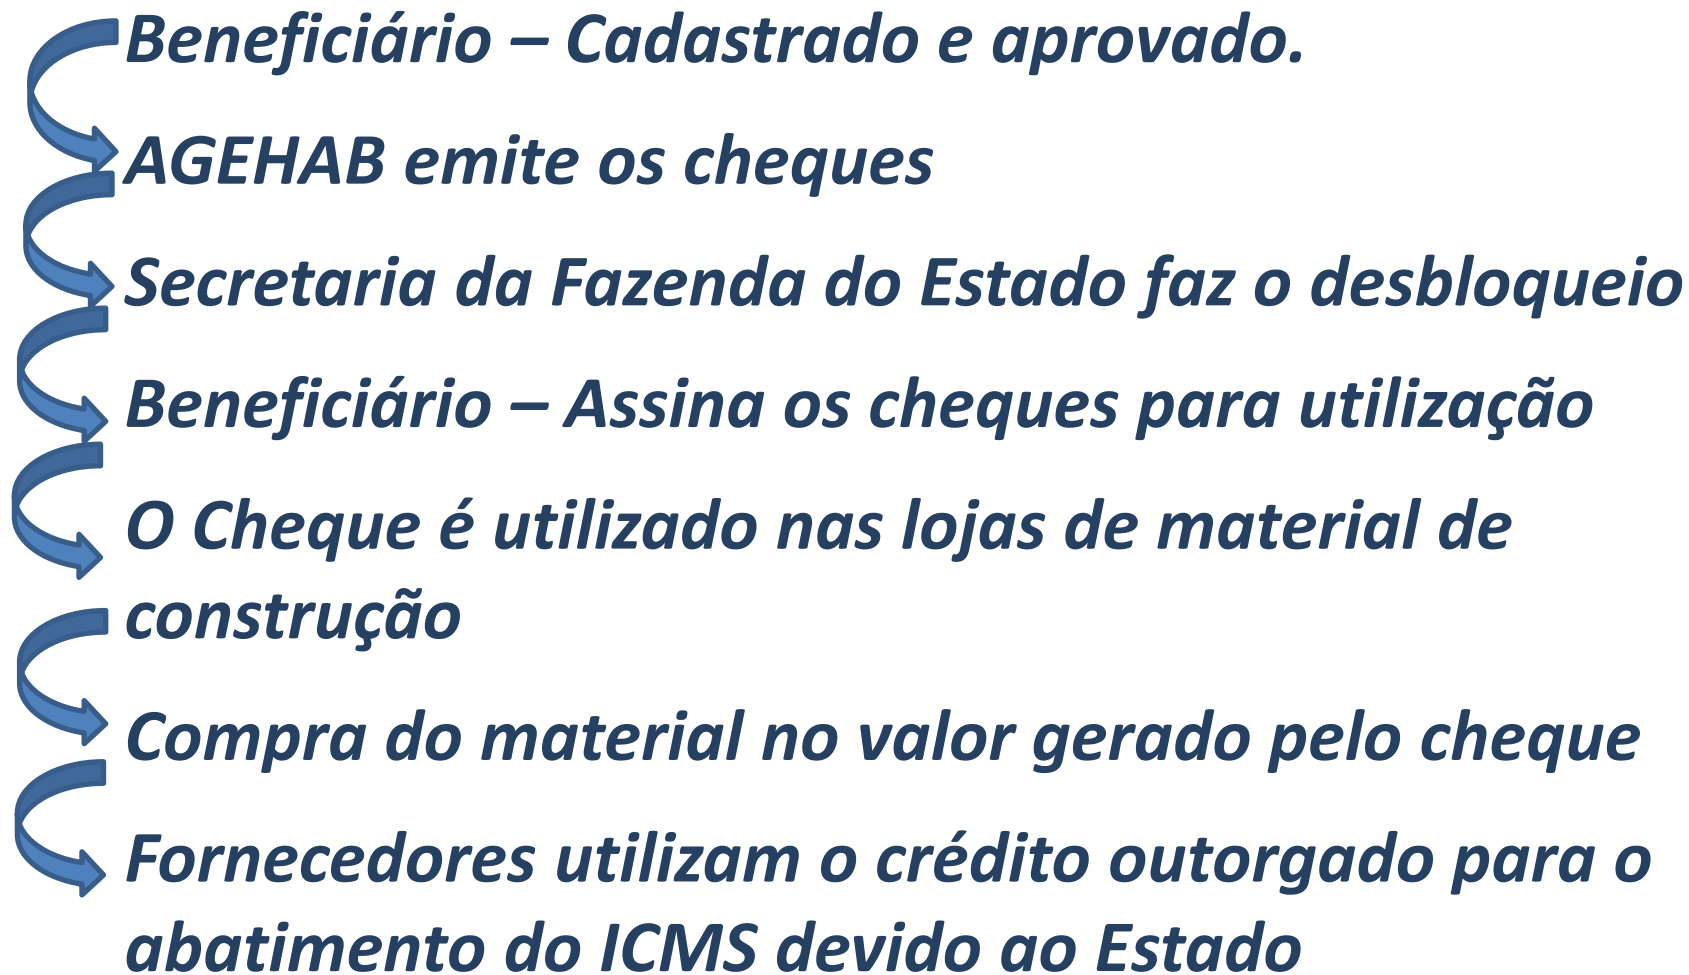 Beneficiário – Cadastrado e aprovado.
AGEHAB emite os cheques
Secretaria da Fazenda do Estado faz o desbloqueio
Beneficiário – Assina os cheques para utilização
O Cheque é utilizado nas lojas de material de
construção
Compra do material no valor gerado pelo cheque
Fornecedores utilizam o crédito outorgado para o
abatimento do ICMS devido ao Estado